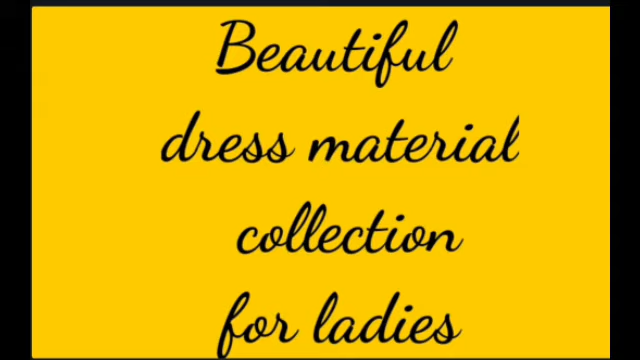 Beautiful
dress material
collection
for ladies